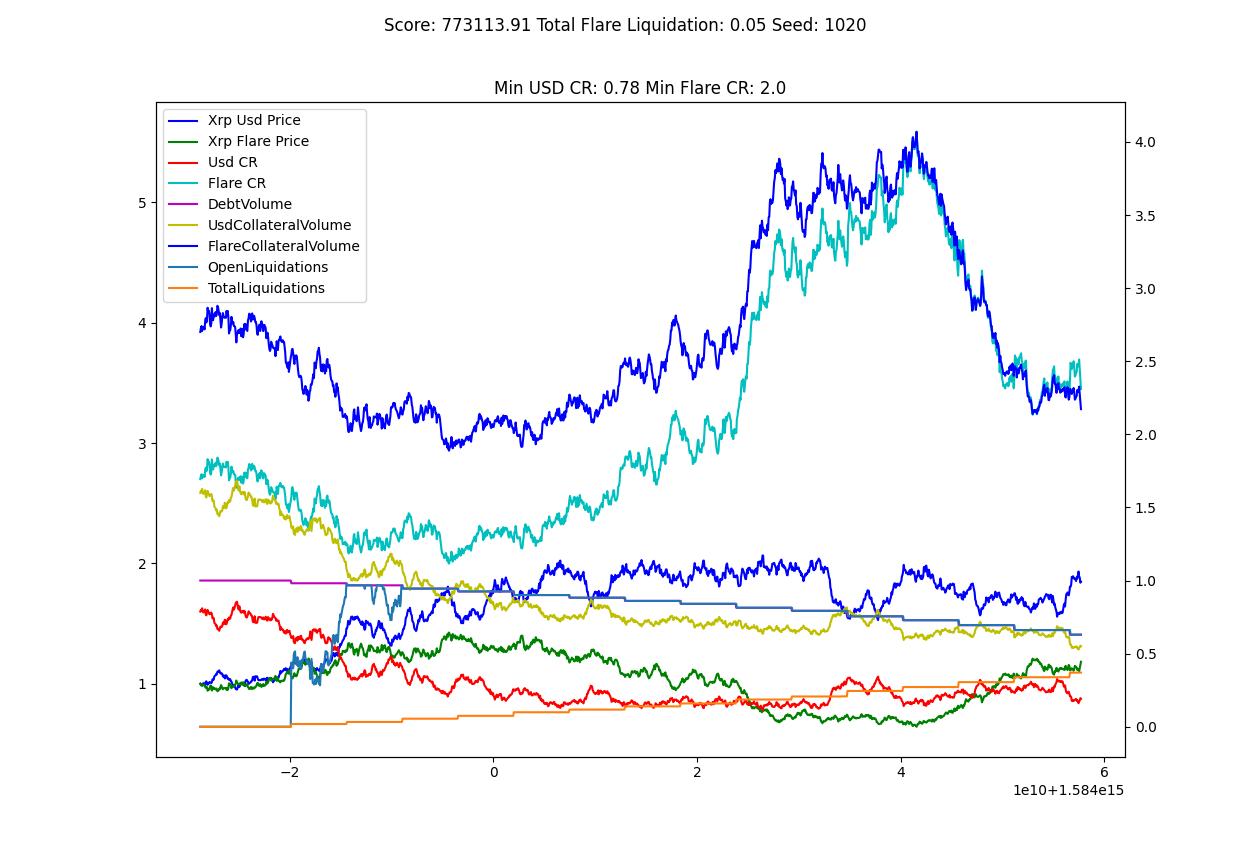 Score: 773113.91 Total Flare Liquidation: 0.05 Seed: 1020
Min USD CR: 0.78 Min Flare CR: 2.0
Xrp Usd Price
Xrp Flare Price
Usd CR
Flare CR
DebtVolume
UsdCollateralVolume
FlareCollateralVolume
OpenLiquidations
TotalLiquidations
5
4
3
2
1
4.0
3.5
3.0
2.5
2.0
1.5
1.0
0.5
0.0
−2 0 2 4 6
1e10+1.584e15